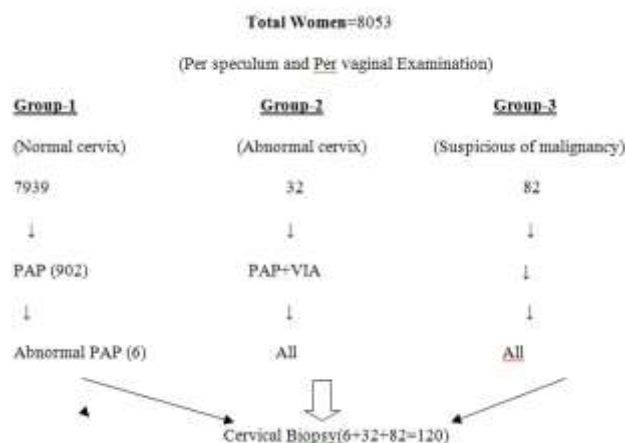 Total Women=8053
(Per speculum and Per vaginal Examination)
Group-1 Group-2 Group-3
(Normal cervix) (Abnormal cervix) (Suspicious of malignancy)
7939 32 82
↓ ↓ ↓
PAP (902) PAP+VIA ↓
↓ ↓ ↓
Abnormal PAP (6) All All
Cervical Biopsy(6+32+82=120)